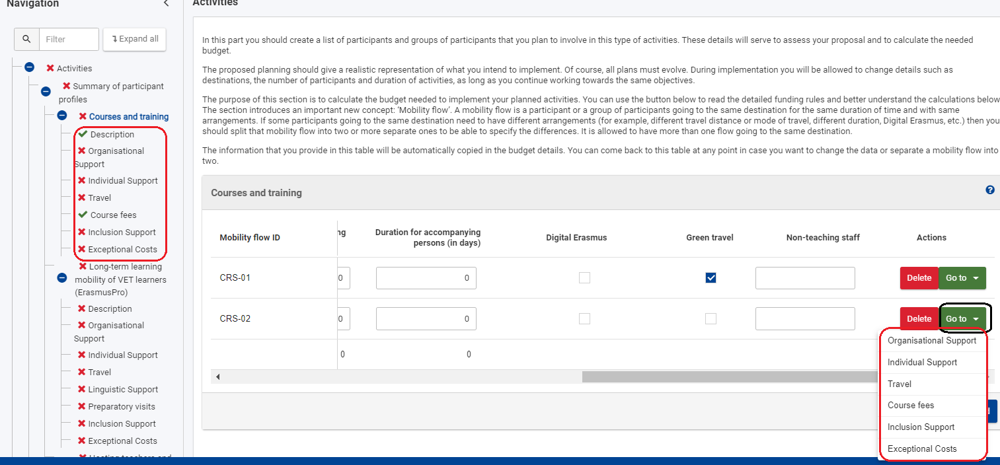 Navigation
Filter
Expand all
Activities
Summary of participant
profiles
Courses and training
Description
Organisational
Support
Individual Support
Travel
Course fees
Inclusion Support
Exceptional Costs
Long-term learning
mobility of VET learners
(ErasmusPro)
Description
Organisational
Support
Individual Support
Travel
Linguistic Support
Preparatory visits
Inclusion Support
Exceptional Costs
Hosting teachers and
Activities
In this part you should create a list of participants and groups of participants that you plan to involve in this type of activities. These details will serve to assess your proposal and to calculate the needed
budget.
The proposed planning should give a realistic representation of what you intend to implement. Of course, all plans must evolve. During implementation you will be allowed to change details such as
destinations, the number of participants and duration of activities, as long as you continue working towards the same objectives.
The purpose of this section is to calculate the budget needed to implement your planned activities. You can use the button below to read the detailed funding rules and better understand the calculations below
The section introduces an important new concept: ‘Mobility flow’. A mobility flow is a participant or a group of participants going to the same destination for the same duration of time and with same
arrangements. If some participants going to the same destination need to have different arrangements (for example, different travel distance or mode of travel, different duration, Digital Erasmus, etc.) then you
should split that mobility flow into two or more separate ones to be able to specify the differences. It is allowed to have more than one flow going to the same destination.
The information that you provide in this table will be automatically copied in the budget details. You can come back to this table at any point in case you want to change the data or separate a mobility flow into
two.
Courses and training
Mobility flow ID ng Duration for accompanying Digital Erasmus Green travel Non-teaching staff Actions
persons (in days)
CRS-01 0 0 Delete Go to
CRS-02 0 0 Delete Go to
0 0
Organisational Support
Individual Support
Travel
Course fees
Inclusion Support
Exceptional Costs